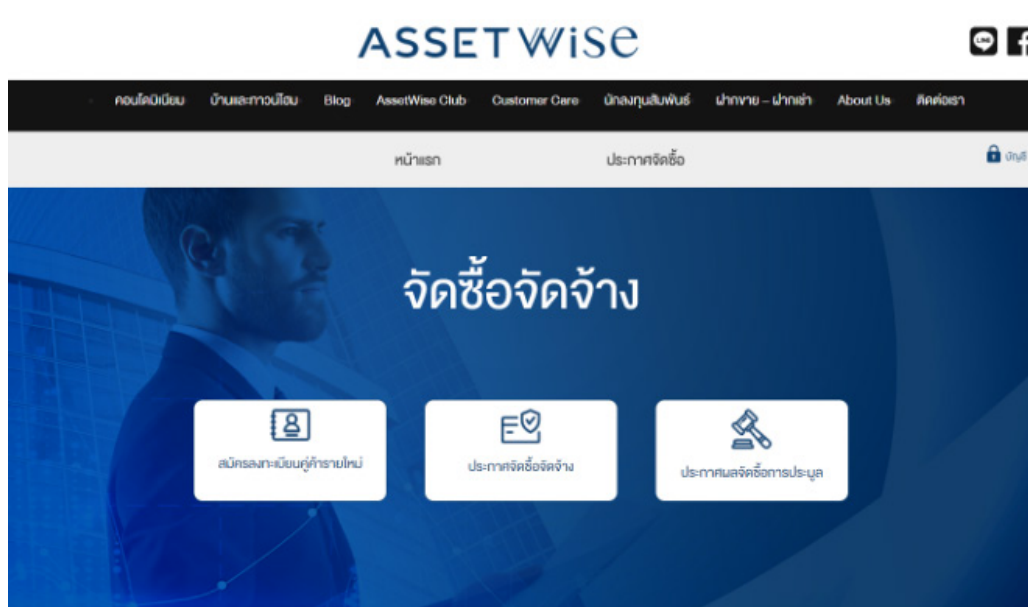 ASSETWiSe
LINE
คอนโดมิเนียม บ้านและทาวน์โฮม Blog AssetWise Club Customer Care นักลงทุนสัมพันธ์ ฝากขาย – ฝากเช่า About Us ติดต่อเรา
หน้าแรก ประกาศจัดซื้อ บัญชี
จัดซื้อจัดจ้าง
สมัครลงทะเบียนคู่ค้ารายใหม่ ประกาศจัดซื้อจัดจ้าง ประกาศผลจัดซื้อการประมูล